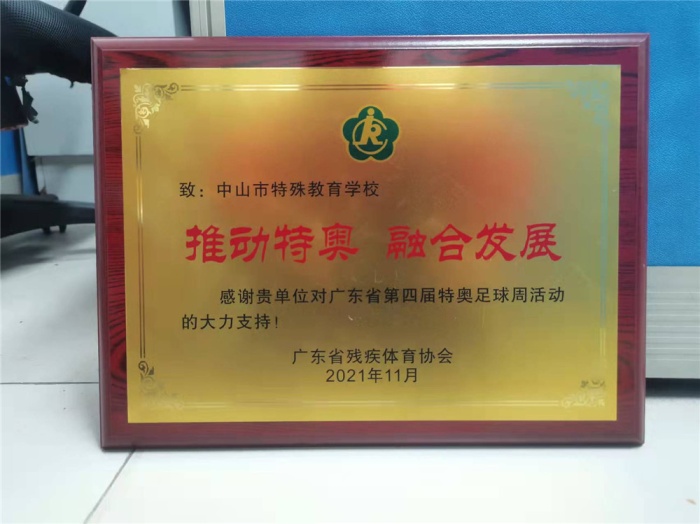 致：中山市特殊教育学校
推动特奥 融合发展
感谢贵单位对广东省第四届特奥足球周活动
的大力支持！
广东省残疾体育协会
2021年11月